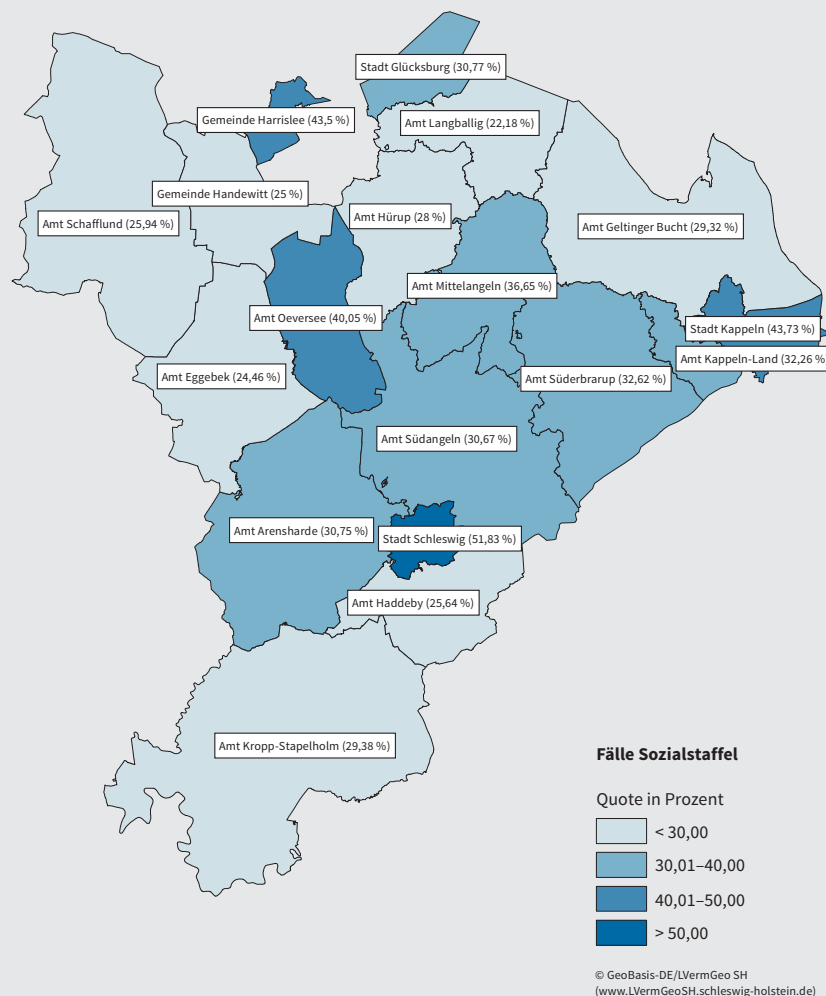 Stadt Glücksburg (30,77 %)
Gemeinde Harrislee (43,5 %)
Amt Langballig (22,18 %)
Gemeinde Handewitt (25 %)
Amt Schafflund (25,94 %)
Amt Hürup (28 %)
Amt Geltinger Bucht (29,32 %)
Amt Mittelangeln (36,65 %)
Amt Oeversee (40,05 %)
Stadt Kappeln (43,73 %)
Amt Kappeln-Land (32,26 %
Amt Eggebek (24,46 %)
Amt Süderbrarup (32,62 %)
Amt Südangeln (30,67 %)
Amt Arensharde (30,75 %)
Stadt Schleswig (51,83 %)
Amt Haddeby (25,64 %)
Amt Kropp-Stapelholm (29,38 %)
Fälle Sozialstaffel
Quote in Prozent
< 30,00
30,01–40,00
40,01–50,00
> 50,00
© GeoBasis-DE/LVermGeo SH
(www.LVermGeoSH.schleswig-holstein.de)